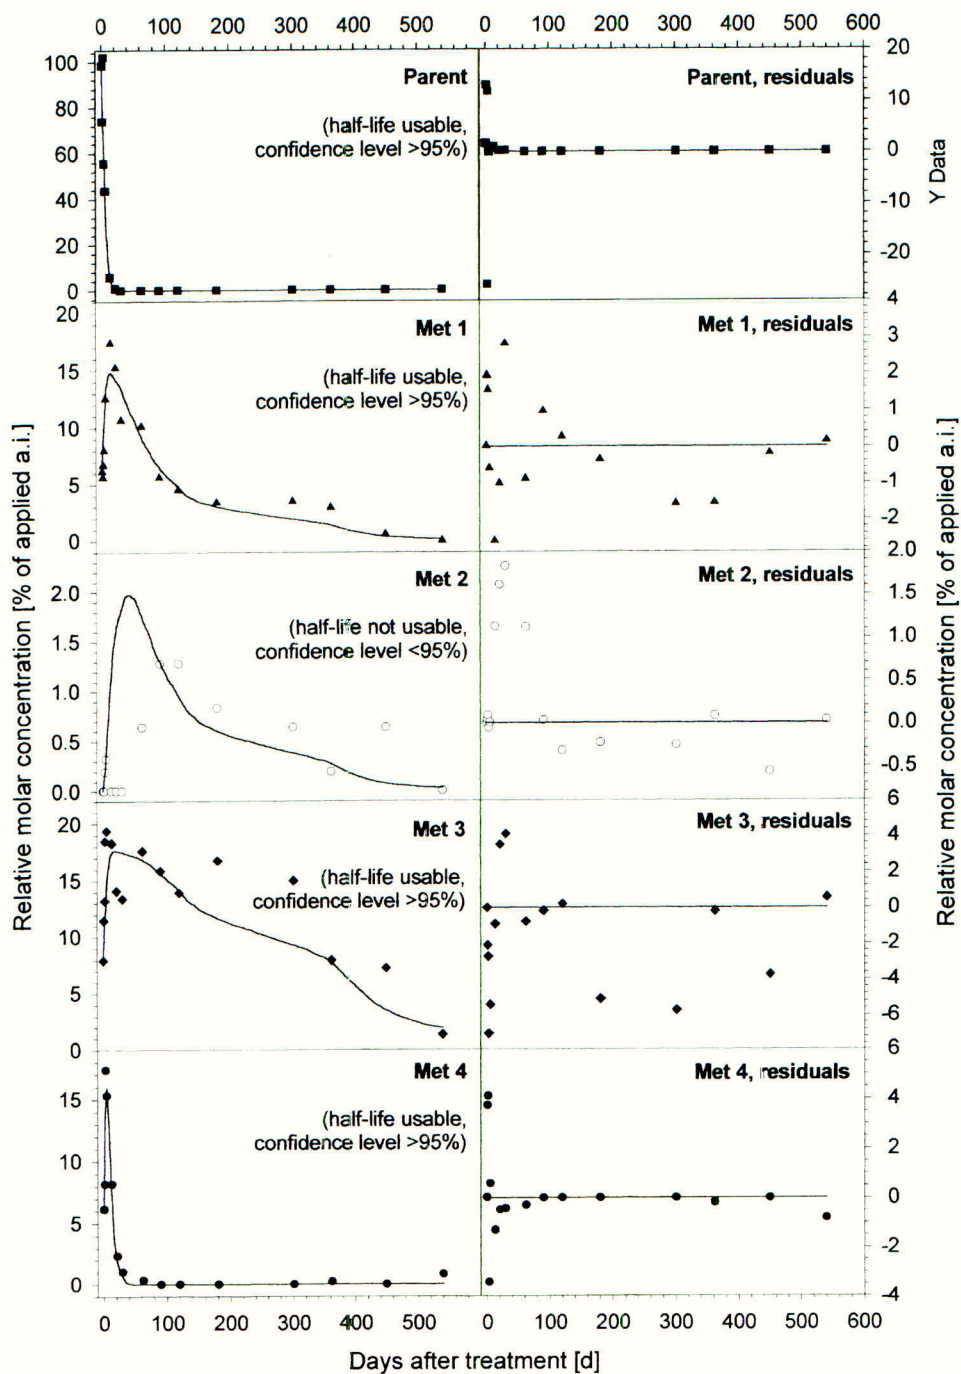 0 100 200 300 400 500 0 100 200 300 400 500 600
100
80
60
40
20
0
Parent
(half-life usable,
confidence level >95%)
Parent, residuals
20
10
0
-10
-20
Y Data
20
15
10
5
0
Met 1
(half-life usable,
confidence level >95%)
Met 1, residuals
4
3
2
1
0
-1
-2
2.0
1.5
1.0
0.5
0.0
Met 2
(half-life not usable,
confidence level <95%)
Met 2, residuals
2.0
1.5
1.0
0.5
0.0
-0.5
20
15
10
5
0
Met 3
(half-life usable,
confidence level >95%)
Met 3, residuals
6
4
2
0
-2
-4
-6
15
10
5
0
Met 4
(half-life usable,
confidence level >95%)
Met 4, residuals
6
4
2
0
-2
-4
0 100 200 300 400 500 0 100 200 300 400 500 600
Days after treatment [d]
Relative molar concentration [% of applied a.i.]
Relative molar concentration [% of applied a.i.]